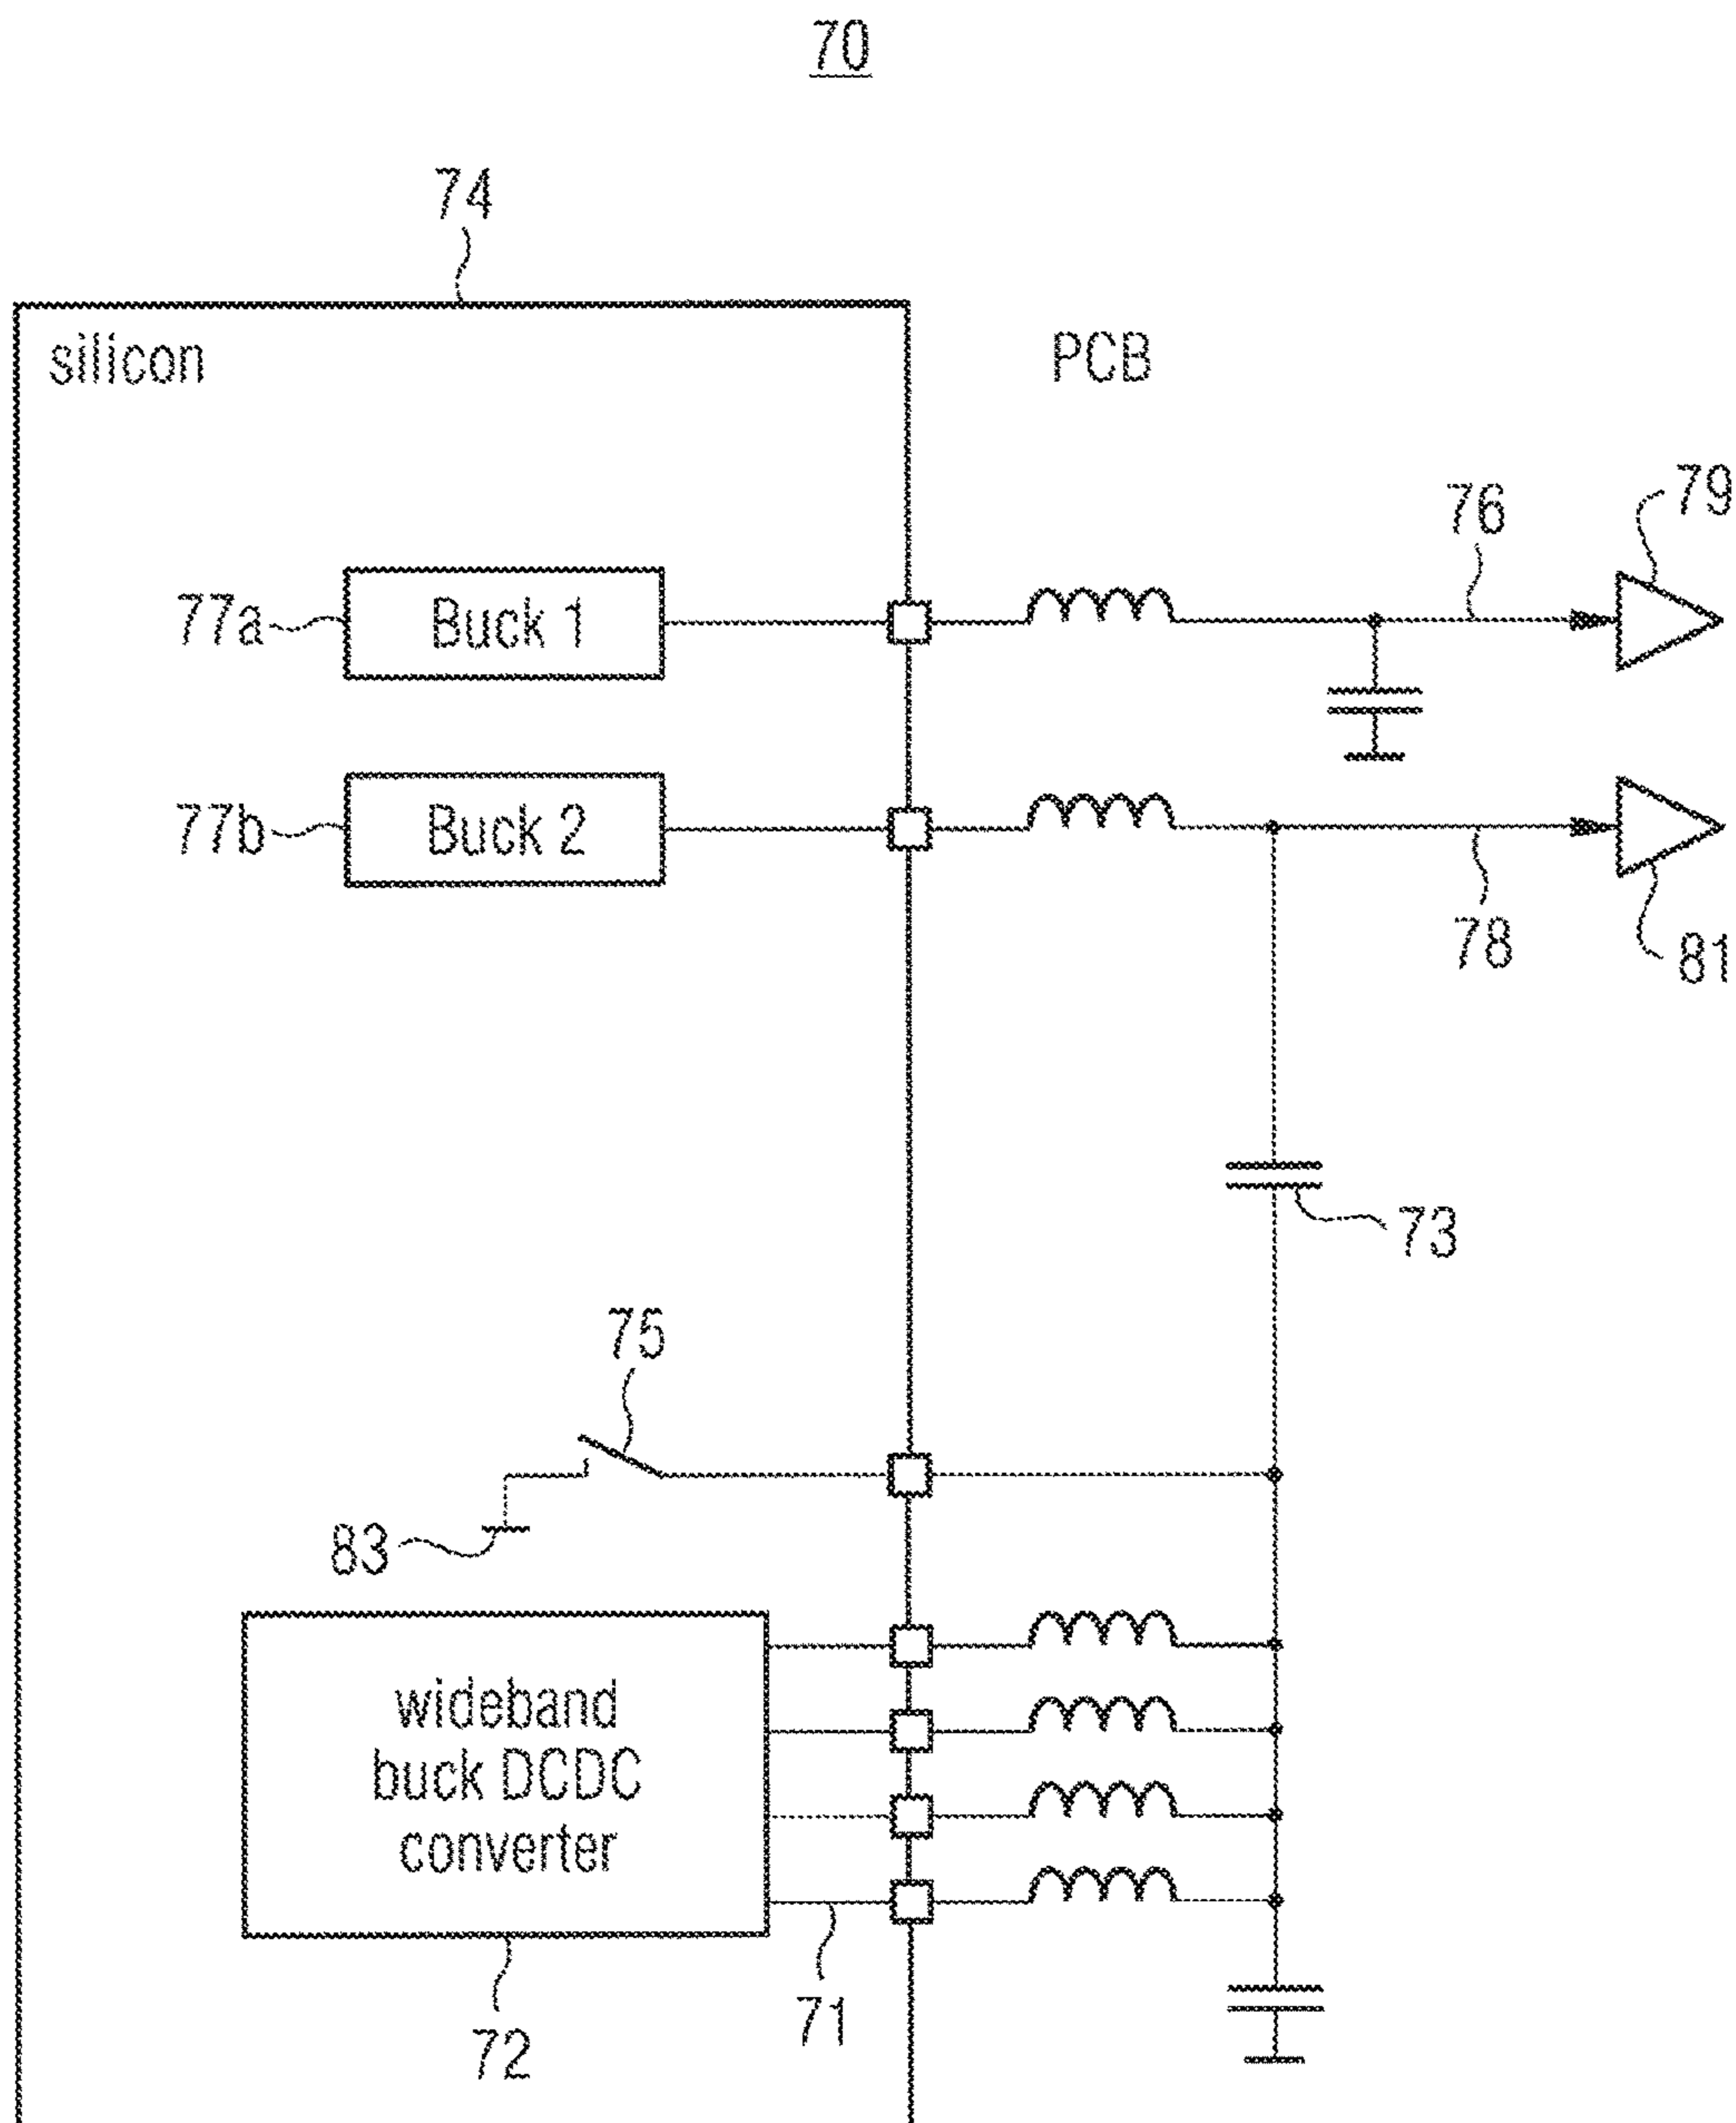 70
74
silicon
PCB
76
79
77a
Buck 1
77b
Buck 2
78
81
73
75
83
wideband
buck DCDC
converter
71
72